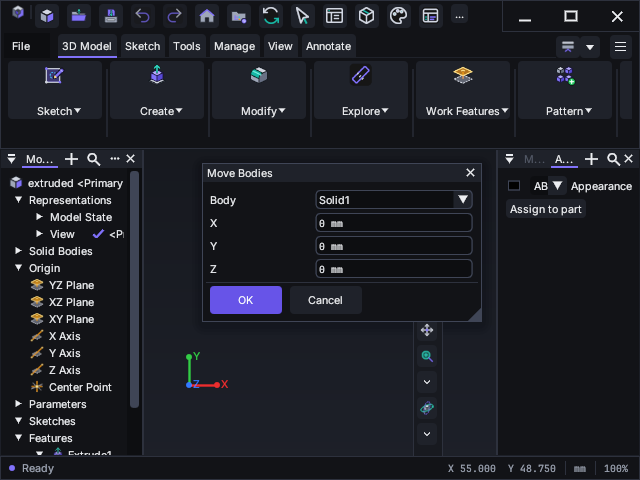 File
3D Model
Sketch
Tools
Manage
View
Annotate
Sketch
Create
Modify
Explore
Work Features
Pattern
Mo...
extruded <Primary
Representations
Model State
View
Solid Bodies
Origin
YZ Plane
XZ Plane
XY Plane
X Axis
Y Axis
Z Axis
Center Point
Parameters
Sketches
Features
Move Bodies
Body
Solid1
X
0 mm
Y
0 mm
Z
0 mm
OK
Cancel
Y
Z
X
M...
A...
AB
Appearance
Assign to part
Ready
X 55.000
Y 48.750
mm
100%